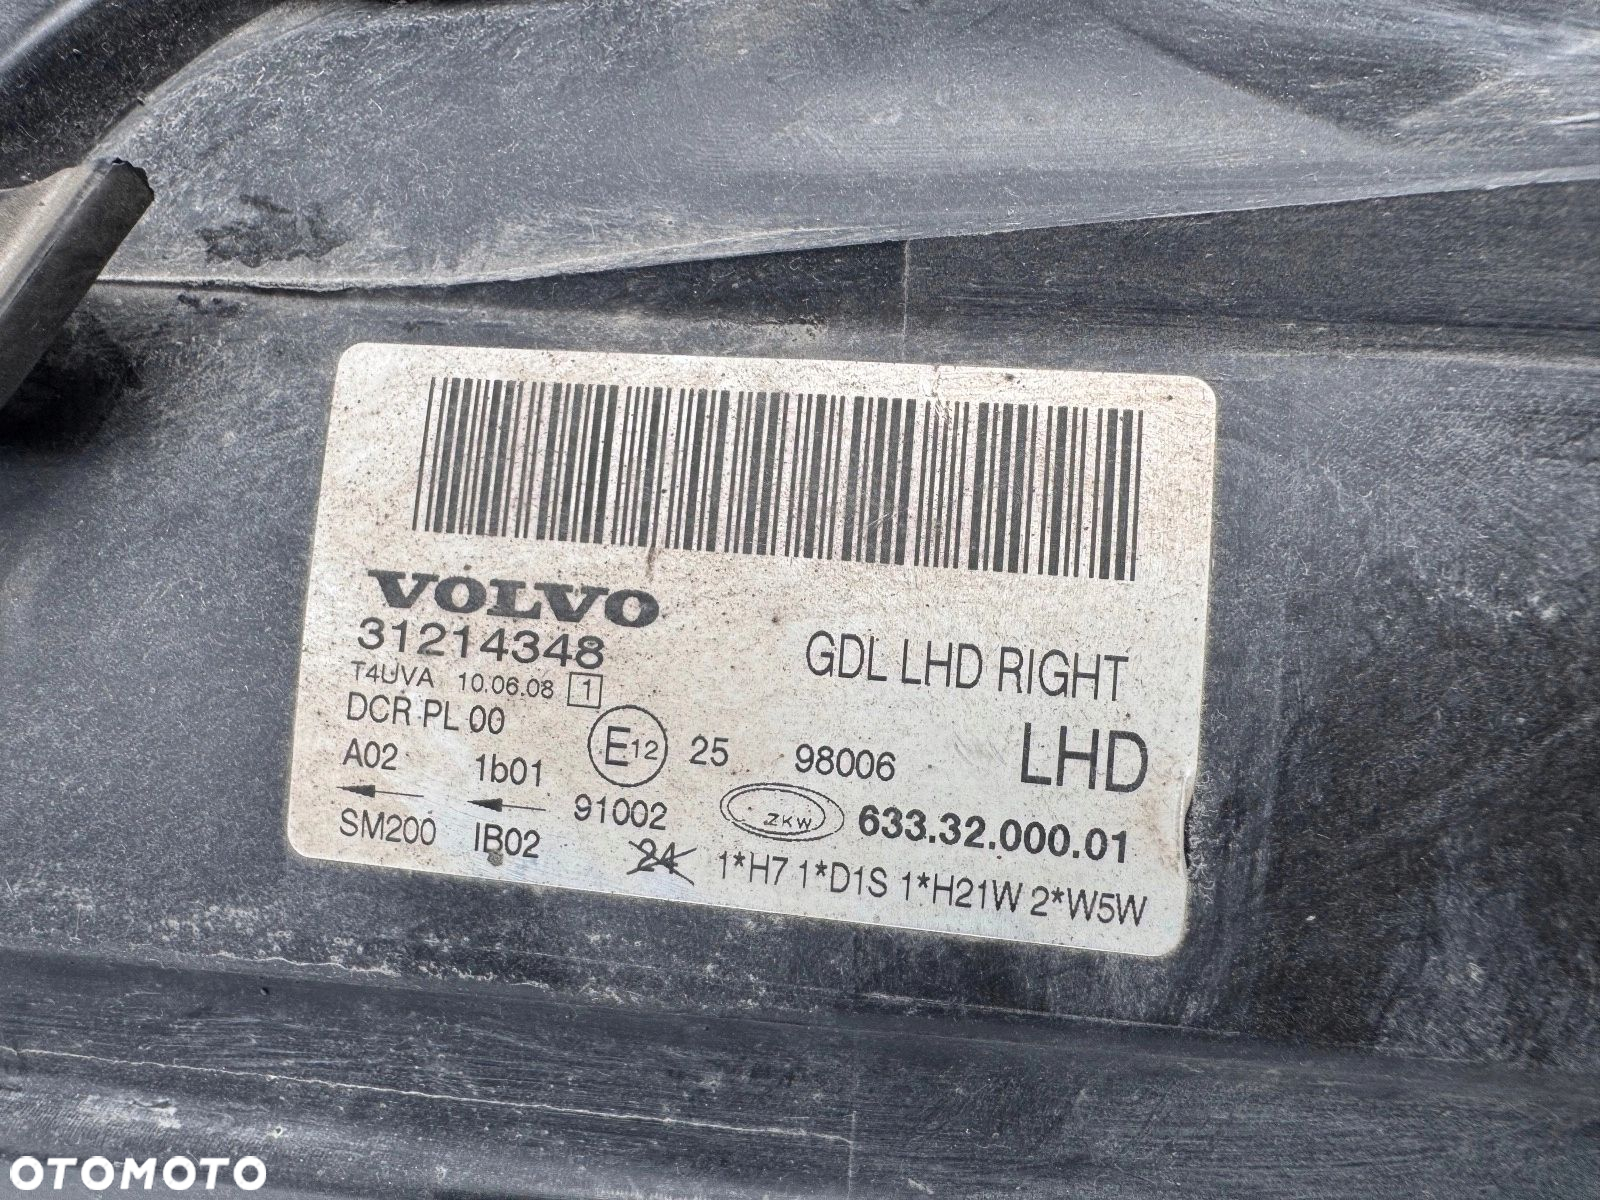 VOLVO
31214348
GDL LHD RIGHT
T4UVA 10.06.08 1
DCR PL 00
LHD
A02 1b01 E12 25 98006
SM200 IB02 91002 ZKW 633.32.000.01
24 1*H7 1*D1S 1*H21W 2*W5W
OTOMOTO